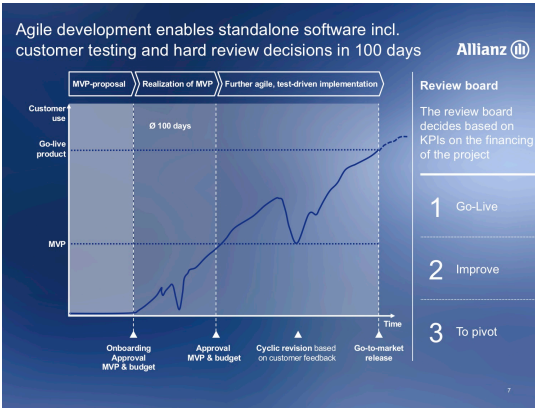 Agile development enables standalone software incl.
customer testing and hard review decisions in 100 days
Allianz
MVP-proposal
Realization of MVP
Further agile, test-driven implementation
Customer
use
Ø 100 days
Go-live
product
MVP
Time
Onboarding
Approval
MVP & budget
Approval
MVP & budget
Cyclic revision based
on customer feedback
Go-to-market
release
Review board
The review board
decides based on
KPIs on the financing
of the project
1 Go-Live
2 Improve
3 To pivot
7